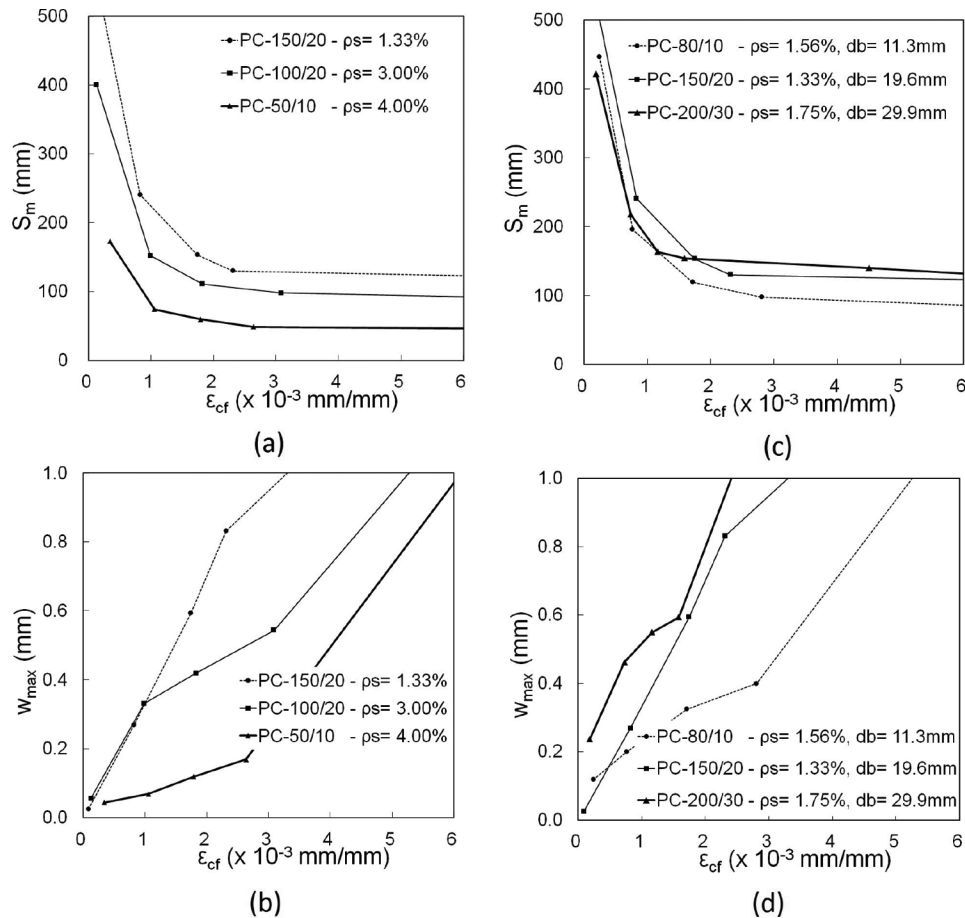 500
400
300
200
100
0
S_m (mm)
PC-150/20 - ρs = 1.33%
PC-100/20 - ρs = 3.00%
PC-50/10 - ρs = 4.00%
0 1 2 3 4 5 6
ε_cf (x 10⁻³ mm/mm)
(a)
500
400
300
200
100
0
S_m (mm)
PC-80/10 - ρs = 1.56%, db= 11.3mm
PC-150/20 - ρs = 1.33%, db= 19.6mm
PC-200/30 - ρs = 1.75%, db= 29.9mm
0 1 2 3 4 5 6
ε_cf (x 10⁻³ mm/mm)
(c)
1.0
0.8
0.6
0.4
0.2
0.0
w_max (mm)
PC-150/20 - ρs= 1.33%
PC-100/20 - ρs= 3.00%
PC-50/10 - ρs= 4.00%
0 1 2 3 4 5 6
ε_cf (x 10⁻³ mm/mm)
(b)
1.0
0.8
0.6
0.4
0.2
0.0
w_max (mm)
PC-80/10 - ρs= 1.56%, db= 11.3mm
PC-150/20 - ρs= 1.33%, db= 19.6mm
PC-200/30 - ρs= 1.75%, db= 29.9mm
0 1 2 3 4 5 6
ε_cf (x 10⁻³ mm/mm)
(d)